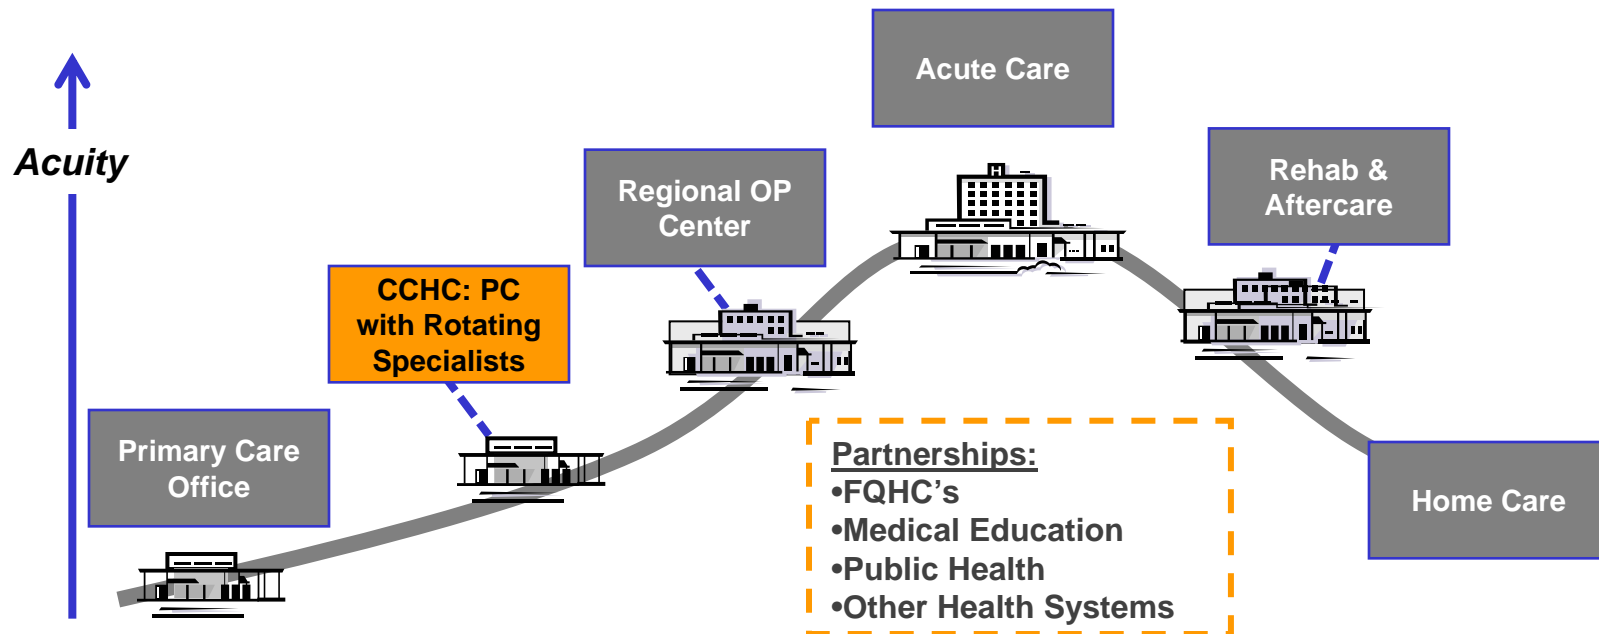 Acute Care
Acuity
Regional OP
Center
Rehab &
Aftercare
CCHC: PC
with Rotating
Specialists
Primary Care
Office
Partnerships:
•FQHC’s
•Medical Education
•Public Health
•Other Health Systems
Home Care
H